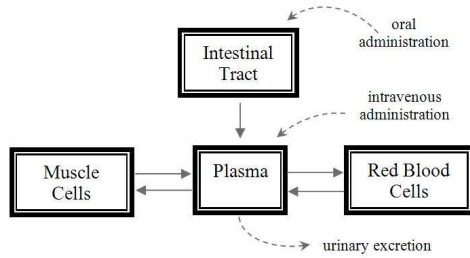 oral
administration
Intestinal
Tract
intravenous
administration
Muscle
Cells
Plasma
Red Blood
Cells
urinary excretion